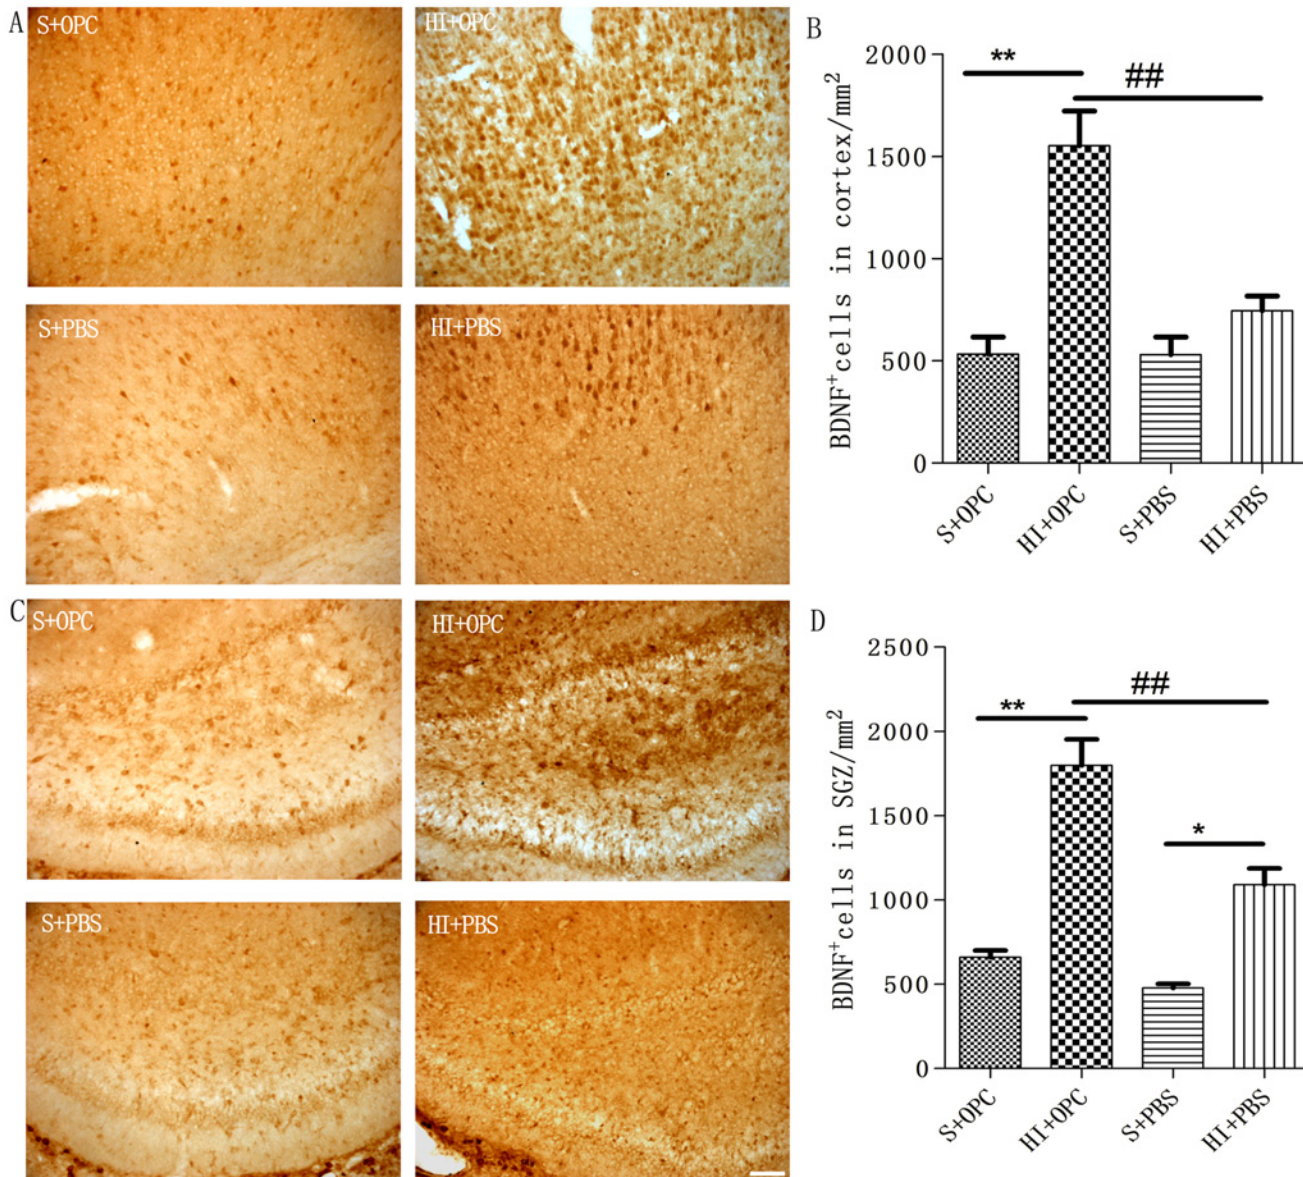 A
S+OPC
HI+OPC
S+PBS
HI+PBS
B
BDNF⁺cells in cortex/mm²
2000
1500
1000
500
0
**
##
S+OPC
HI+OPC
S+PBS
HI+PBS
C
S+OPC
HI+OPC
S+PBS
HI+PBS
D
BDNF⁺cells in SGZ/mm²
2500
2000
1500
1000
500
0
**
##
*
S+OPC
HI+OPC
S+PBS
HI+PBS